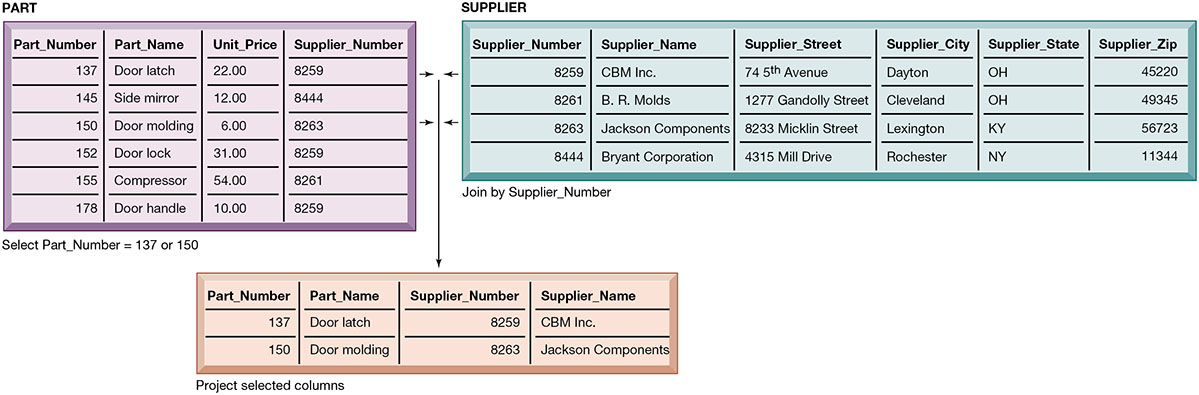 PART
Part_Number Part_Name Unit_Price Supplier_Number
137 Door latch 22.00 8259
145 Side mirror 12.00 8444
150 Door molding 6.00 8263
152 Door lock 31.00 8259
155 Compressor 54.00 8261
178 Door handle 10.00 8259
Select Part_Number = 137 or 150
SUPPLIER
Supplier_Number Supplier_Name Supplier_Street Supplier_City Supplier_State Supplier_Zip
8259 CBM Inc. 74 5th Avenue Dayton OH 45220
8261 B. R. Molds 1277 Gandolly Street Cleveland OH 49345
8263 Jackson Components 8233 Micklin Street Lexington KY 56723
8444 Bryant Corporation 4315 Mill Drive Rochester NY 11344
Join by Supplier_Number
Part_Number Part_Name Supplier_Number Supplier_Name
137 Door latch 8259 CBM Inc.
150 Door molding 8263 Jackson Components
Project selected columns